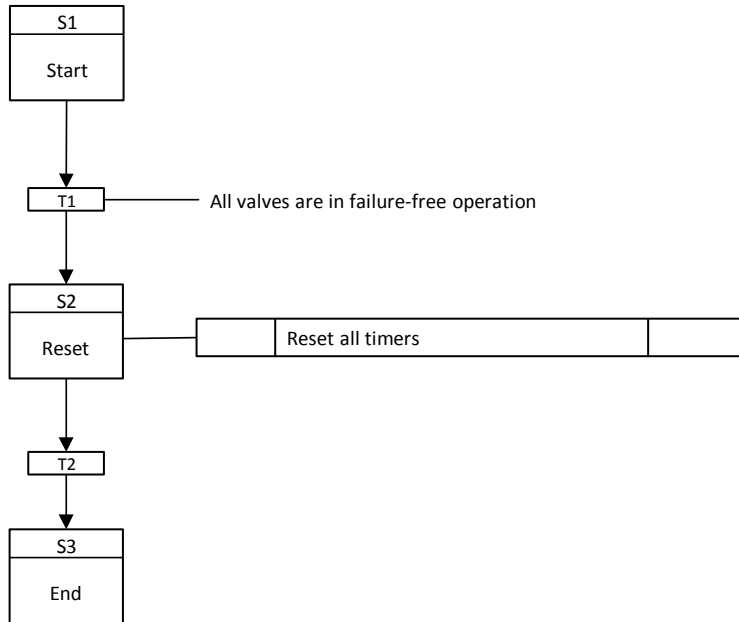 S1
Start
T1
All valves are in failure-free operation
S2
Reset
Reset all timers
T2
S3
End